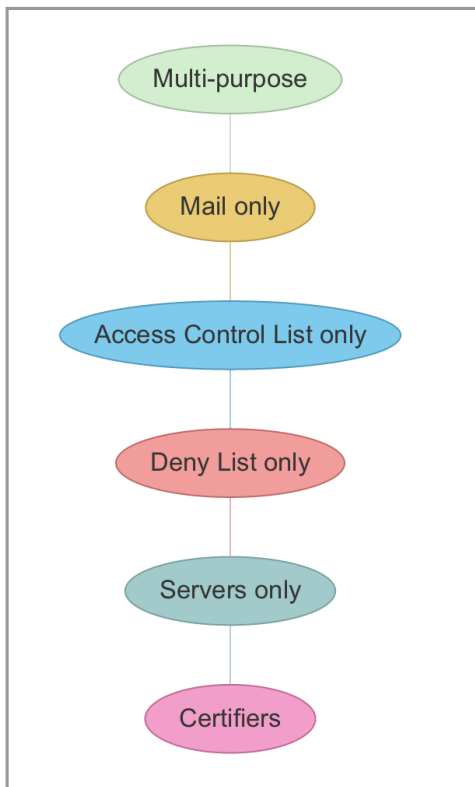 Multi-purpose
Mail only
Access Control List only
Deny List only
Servers only
Certifiers